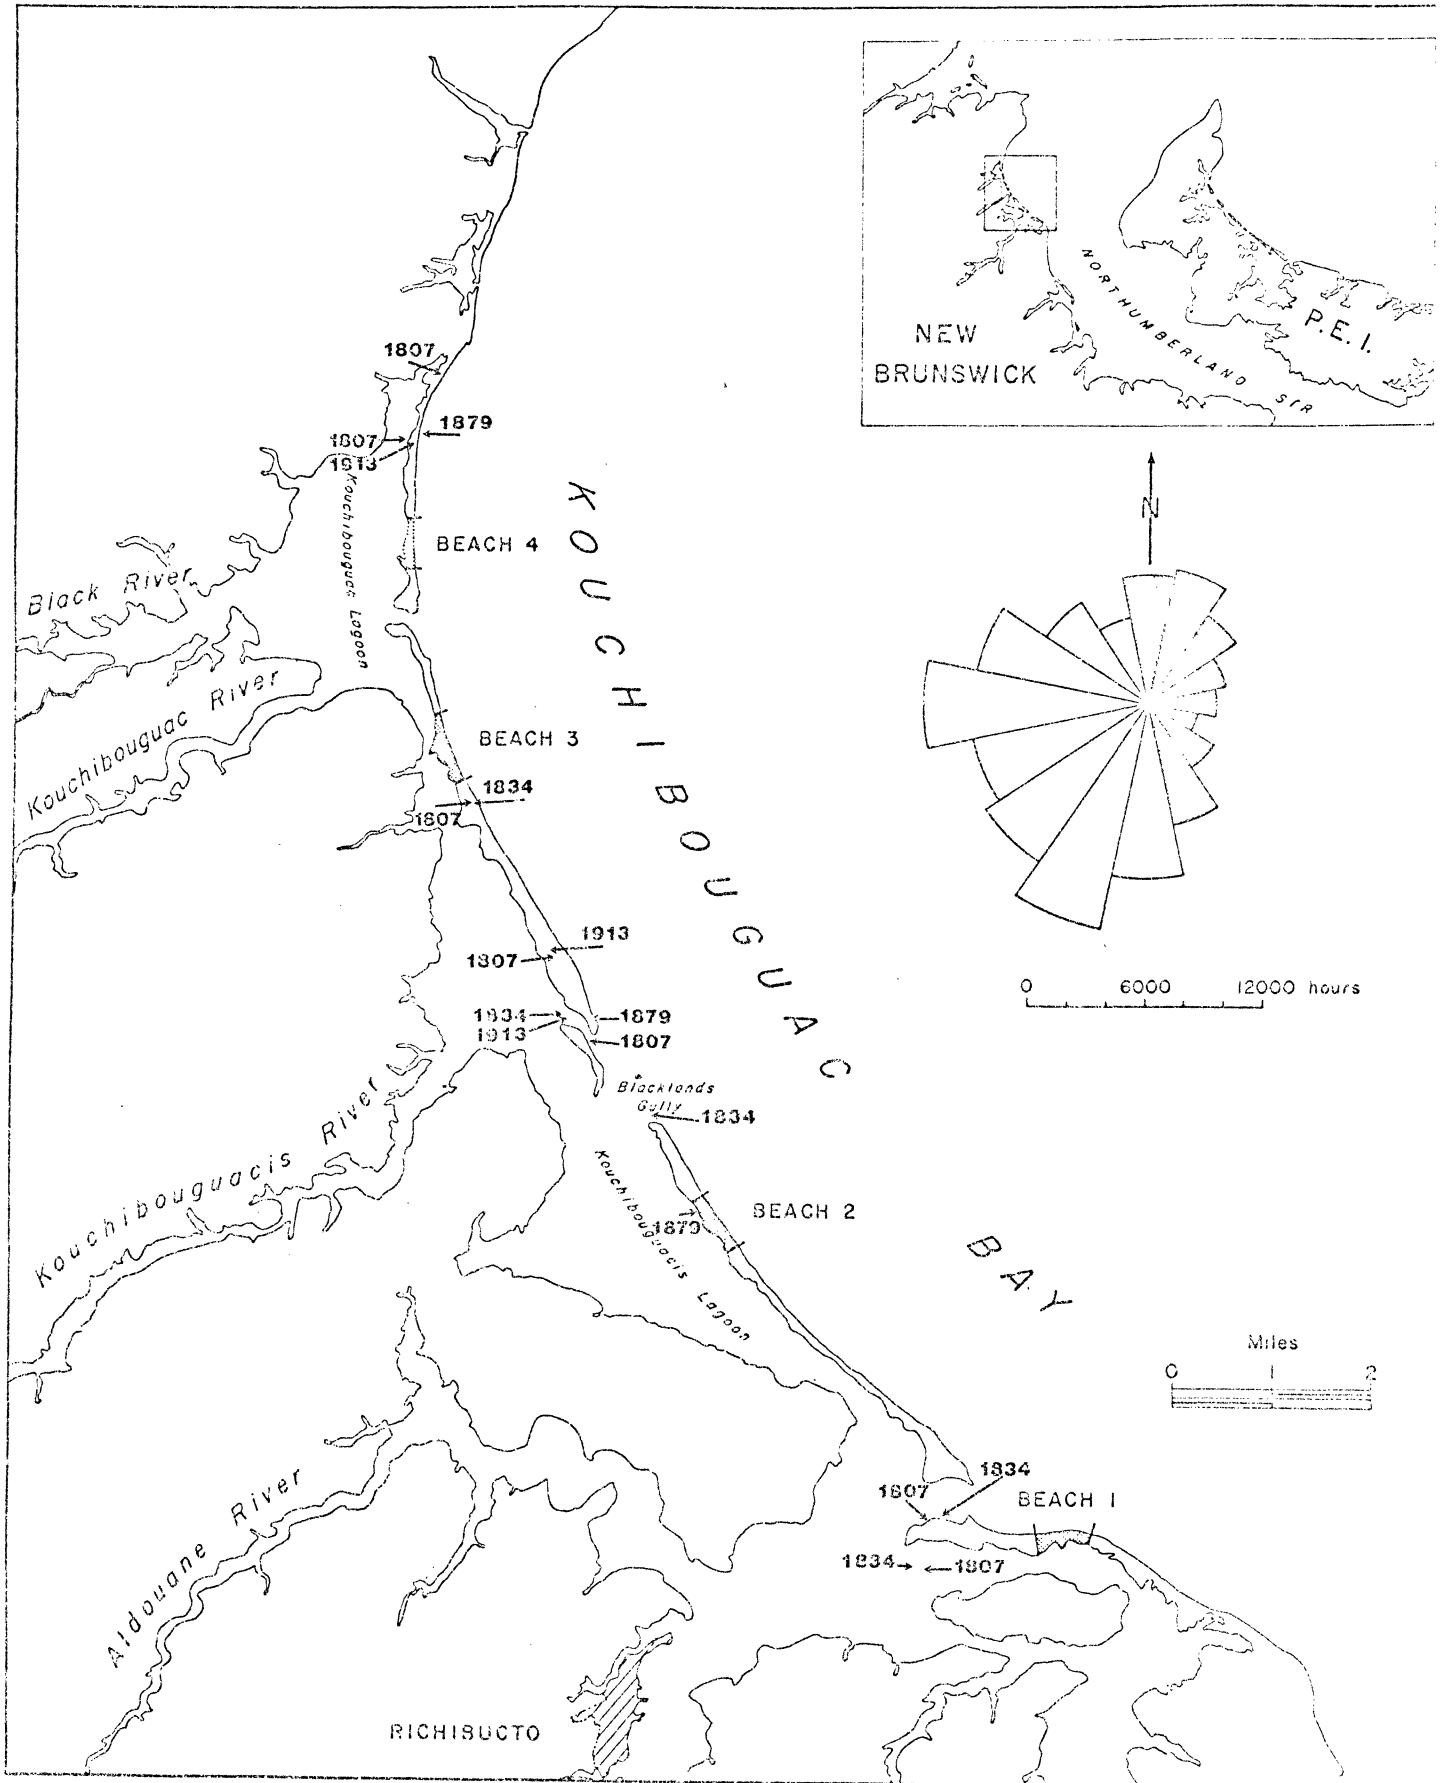 NEW
BRUNSWICK
NORTHUMBERLAND STR
P.E.I.
N
1807
1879
1807
1913
Kouchibouguac Lagoon
BEACH 4
KOUCHIBOUGUAC BAY
Black River
Kouchibouguac River
BEACH 3
1834
1807
1913
1807
0 6000 12000 hours
1834
1913
1879
1807
Blacklands
Gully
1834
Kouchibouguacis River
Kouchibouguacis Lagoon
BEACH 2
1879
Miles
0 1 2
Aldouane River
1834
1807
BEACH 1
1834
1807
RICHIBUCTO